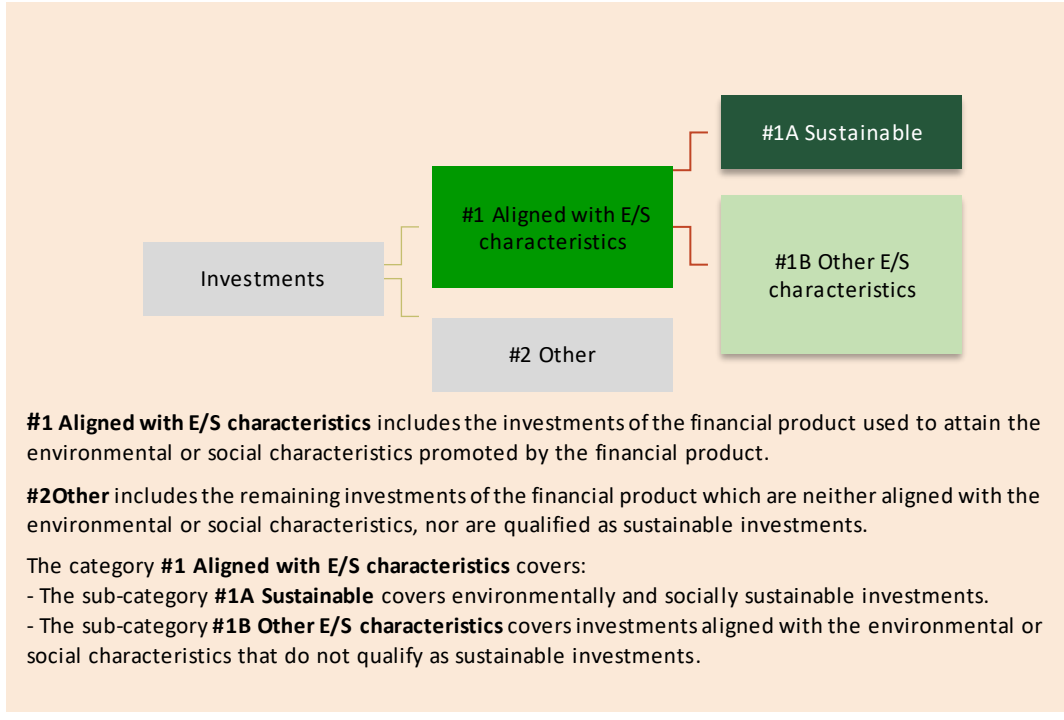 #1A Sustainable
#1 Aligned with E/S
characteristics
#1B Other E/S
characteristics
Investments
#2 Other
#1 Aligned with E/S characteristics includes the investments of the financial product used to attain the
environmental or social characteristics promoted by the financial product.
#2Other includes the remaining investments of the financial product which are neither aligned with the
environmental or social characteristics, nor are qualified as sustainable investments.
The category #1 Aligned with E/S characteristics covers:
- The sub-category #1A Sustainable covers environmentally and socially sustainable investments.
- The sub-category #1B Other E/S characteristics covers investments aligned with the environmental or
social characteristics that do not qualify as sustainable investments.